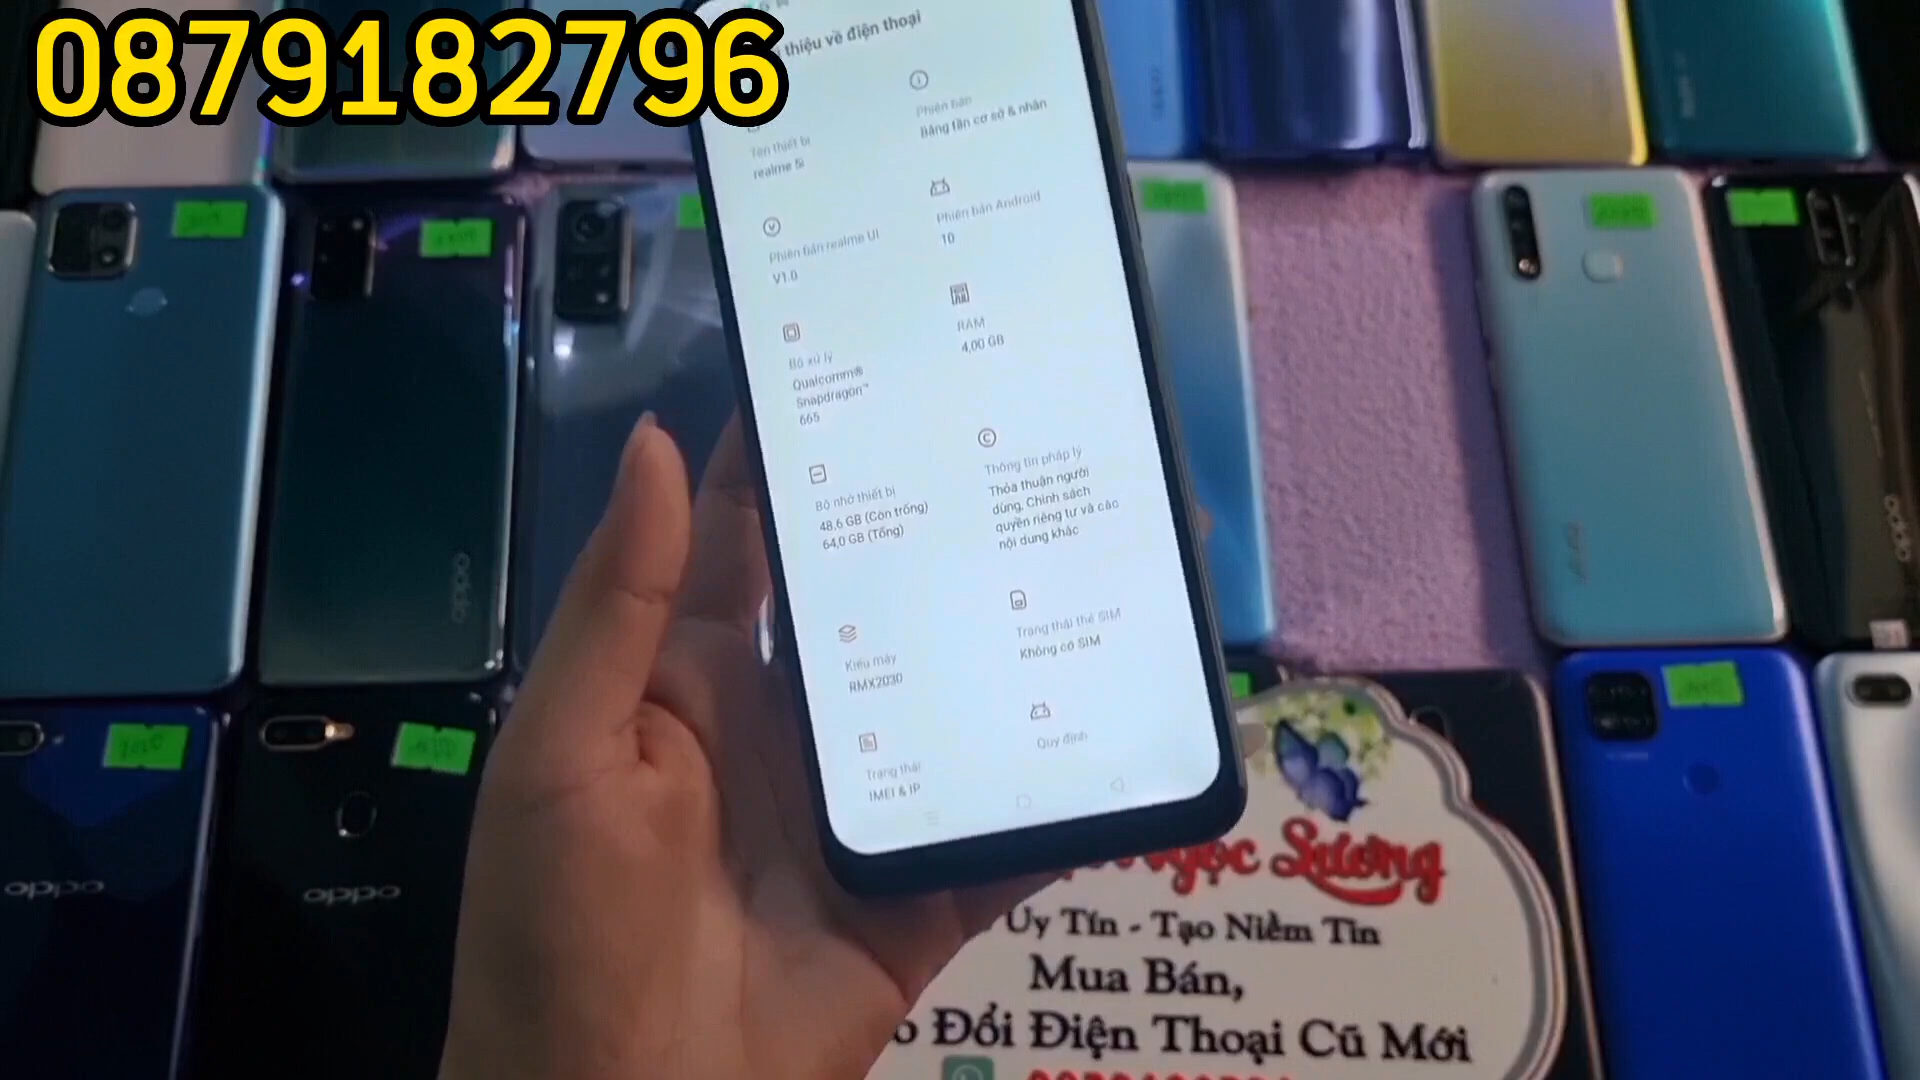 0879182796
thiệu về điện thoại
Phiên bản
Băng tần cơ sở & nhân
Tên thiết bị
realme 5i
Phiên bản Android
10
Phiên bản realme UI
V1.0
RAM
4,00 GB
Bộ xử lý
Qualcomm®
Snapdragon™
665
Thông tin pháp lý
Thỏa thuận người
dùng, Chính sách
quyền riêng tư và các
nội dung khác
Bộ nhớ thiết bị
48,6 GB (Còn trống)
64,0 GB (Tổng)
Trạng thái thẻ SIM
Không có SIM
Kiểu máy
RMX2030
Quy định
Trạng thái
IMEI & IP
oppo
oppo
oppo
oppo
Ngọc Sương
Uy Tín - Tạo Niềm Tin
Mua Bán,
Đổi Điện Thoại Cũ Mới